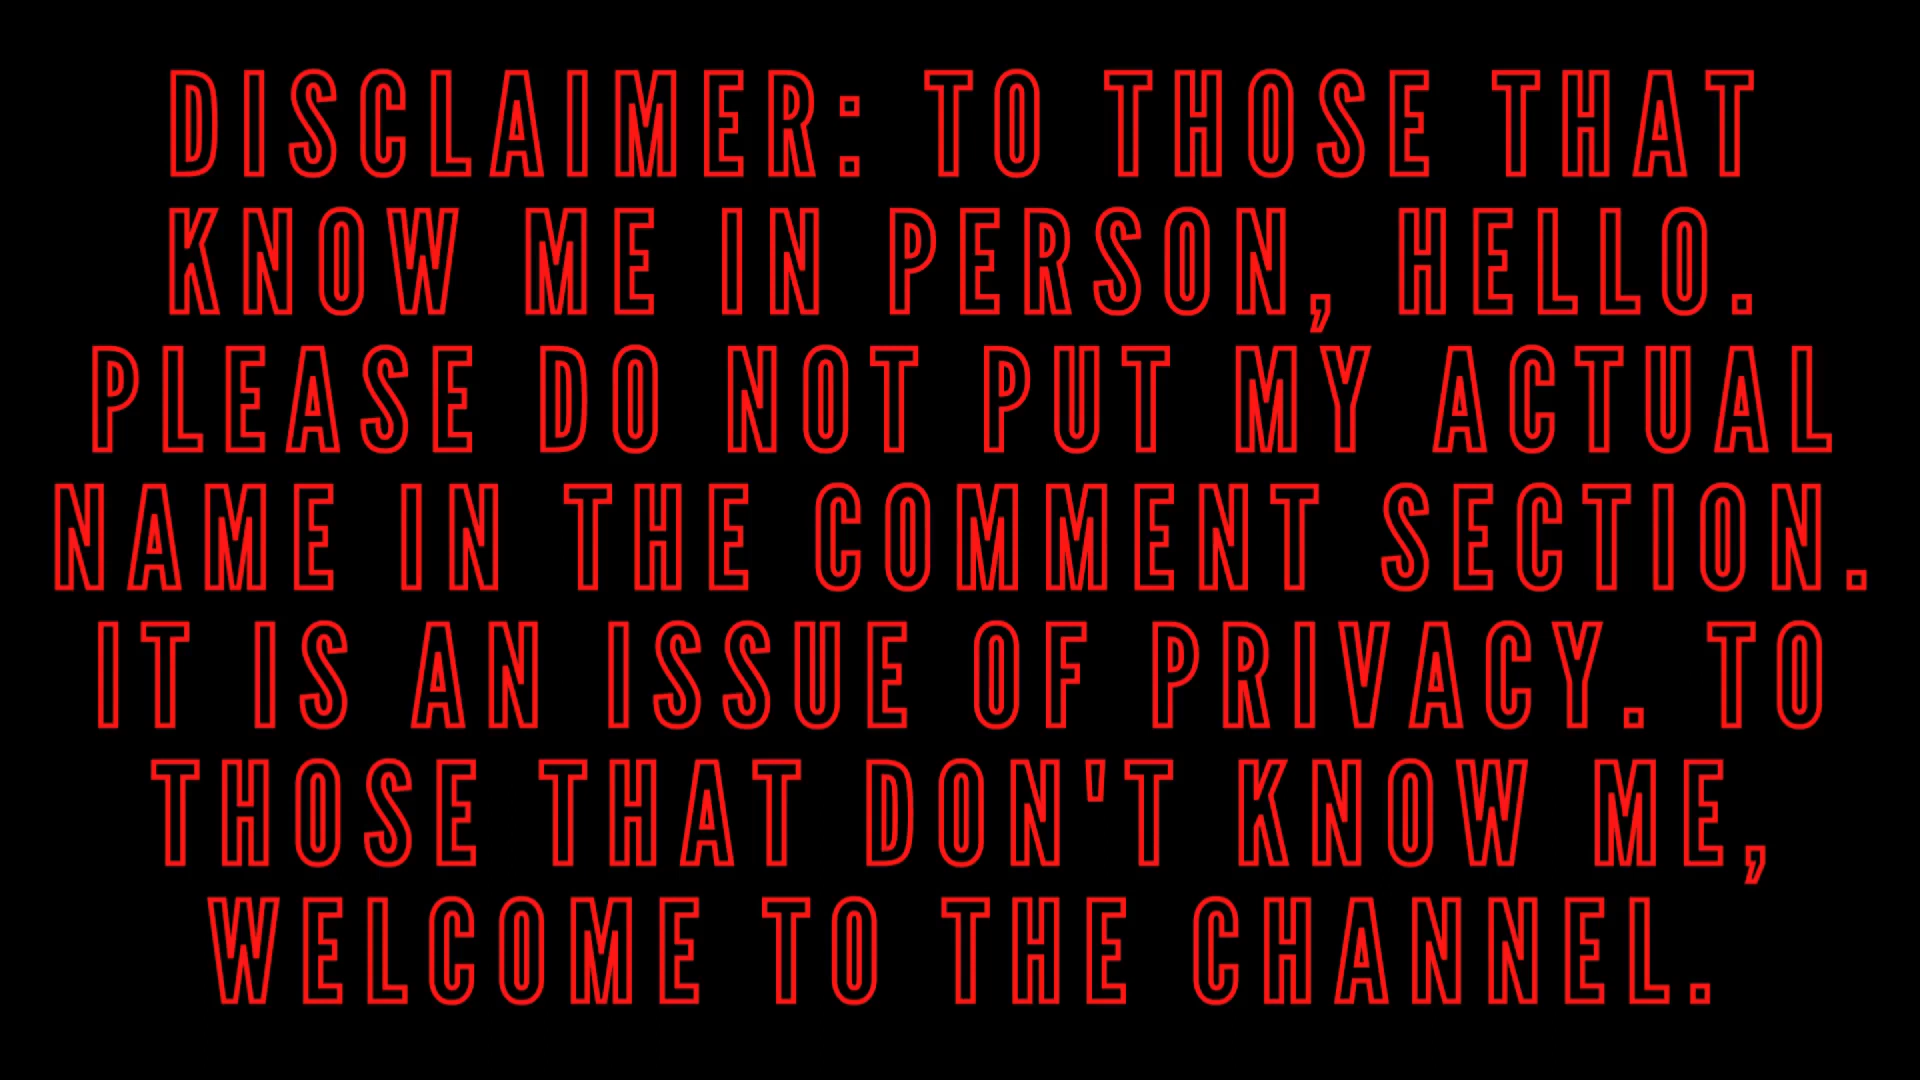 DISCLAIMER: TO THOSE THAT
KNOW ME IN PERSON, HELLO.
PLEASE DO NOT PUT MY ACTUAL
NAME IN THE COMMENT SECTION.
IT IS AN ISSUE OF PRIVACY. TO
THOSE THAT DON'T KNOW ME,
WELCOME TO THE CHANNEL.